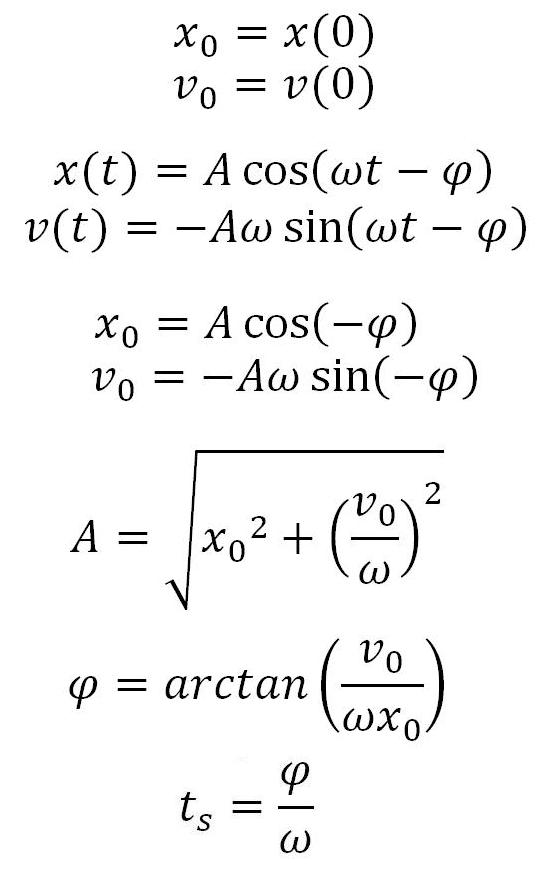 x₀ = x(0)
v₀ = v(0)
x(t) = A cos(ωt − φ)
v(t) = −Aω sin(ωt − φ)
x₀ = A cos(−φ)
v₀ = −Aω sin(−φ)
A = √(x₀² + (v₀/ω)²)
φ = arctan (v₀/ωx₀)
tₛ = φ/ω